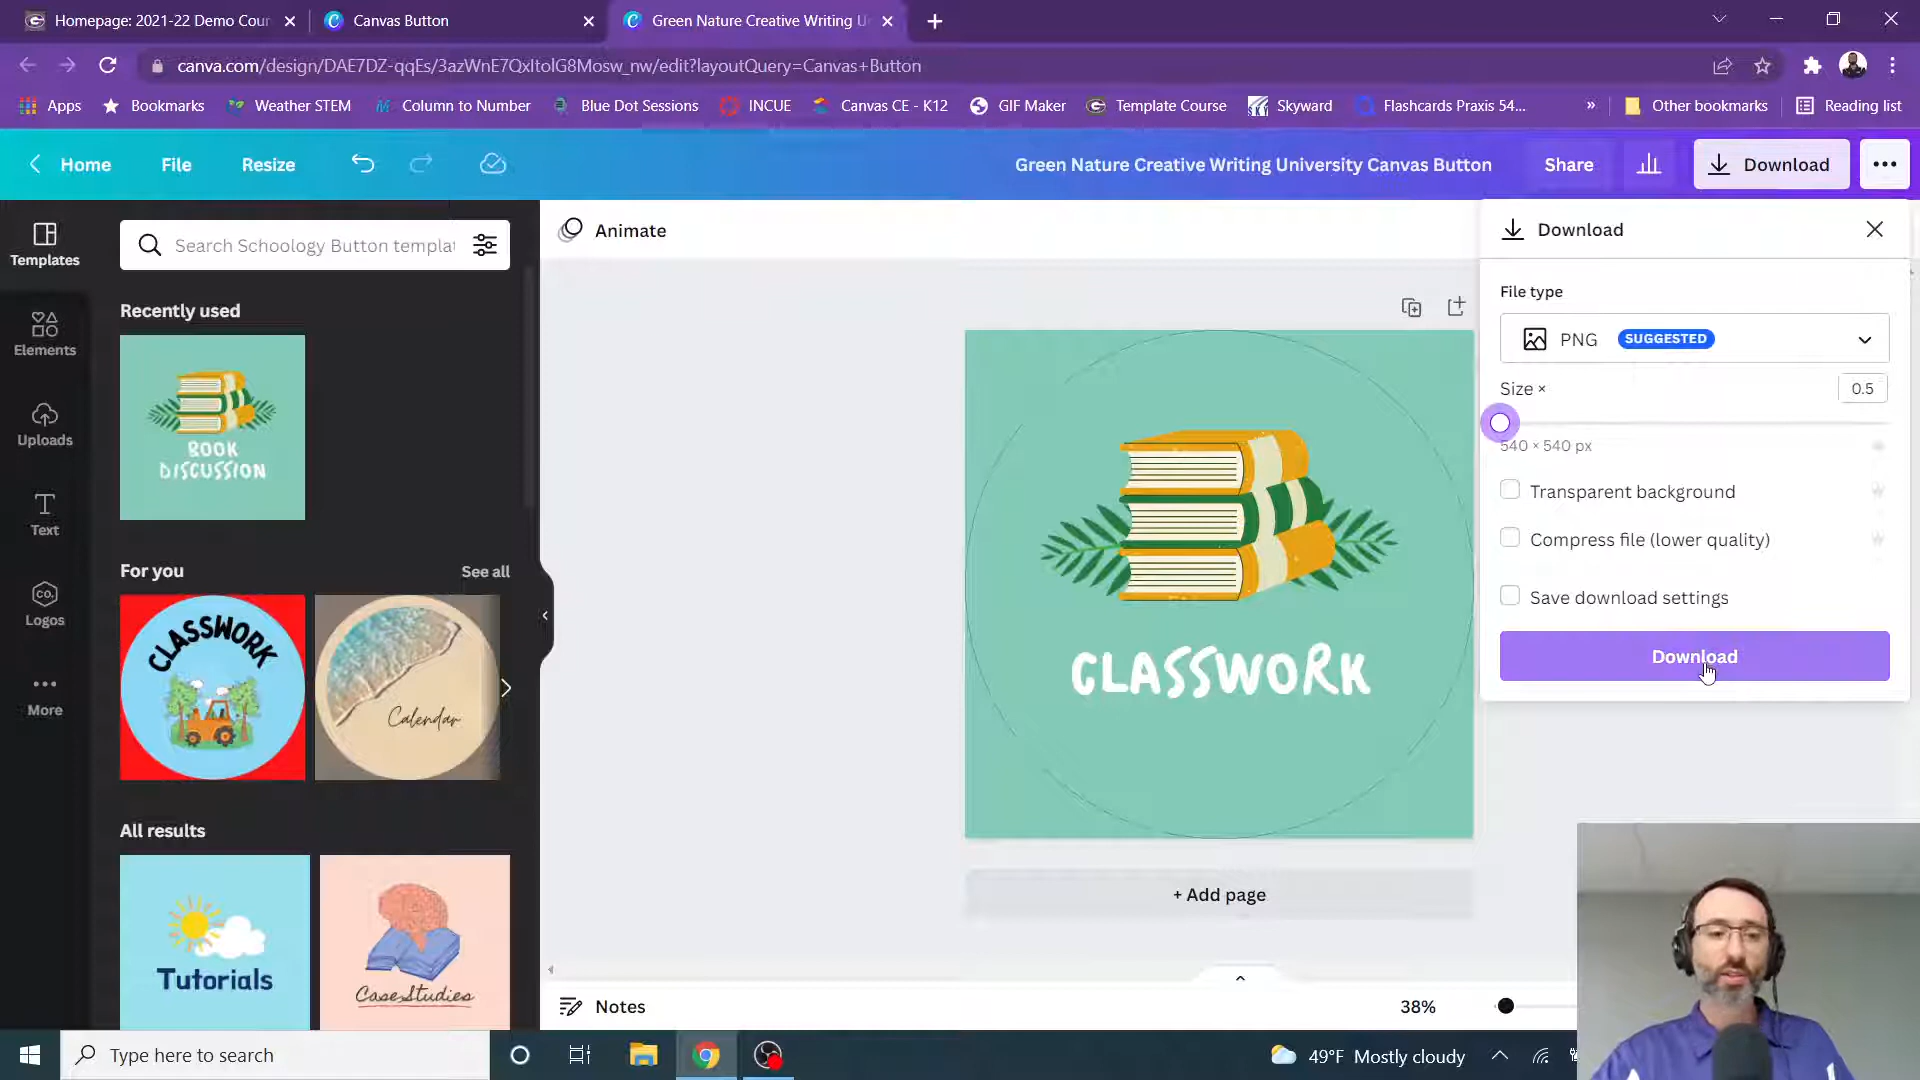 Homepage: 2021-22 Demo Cour
Canvas Button
Green Nature Creative Writing U
canva.com/design/DAE7DZ-qqEs/3azWnE7QxItolG8Mosw_nw/edit?layoutQuery=Canvas+Button
Apps
Bookmarks
Weather STEM
Column to Number
Blue Dot Sessions
INCUE
Canvas CE - K12
GIF Maker
Template Course
Skyward
Flashcards Praxis 54...
»
Other bookmarks
Reading list
Home
File
Resize
Green Nature Creative Writing University Canvas Button
Share
Download
Templates
Elements
Uploads
Text
CO.
Logos
More
Search Schoology Button templat
Recently used
BOOK
DISCUSSION
For you
See all
CLASSWORK
Calendar
All results
Tutorials
Case Studies
Animate
CLASSWORK
+ Add page
Notes
38%
Download
File type
PNG
SUGGESTED
Size ×
0.5
540 × 540 px
Transparent background
Compress file (lower quality)
Save download settings
Download
Type here to search
49°F Mostly cloudy